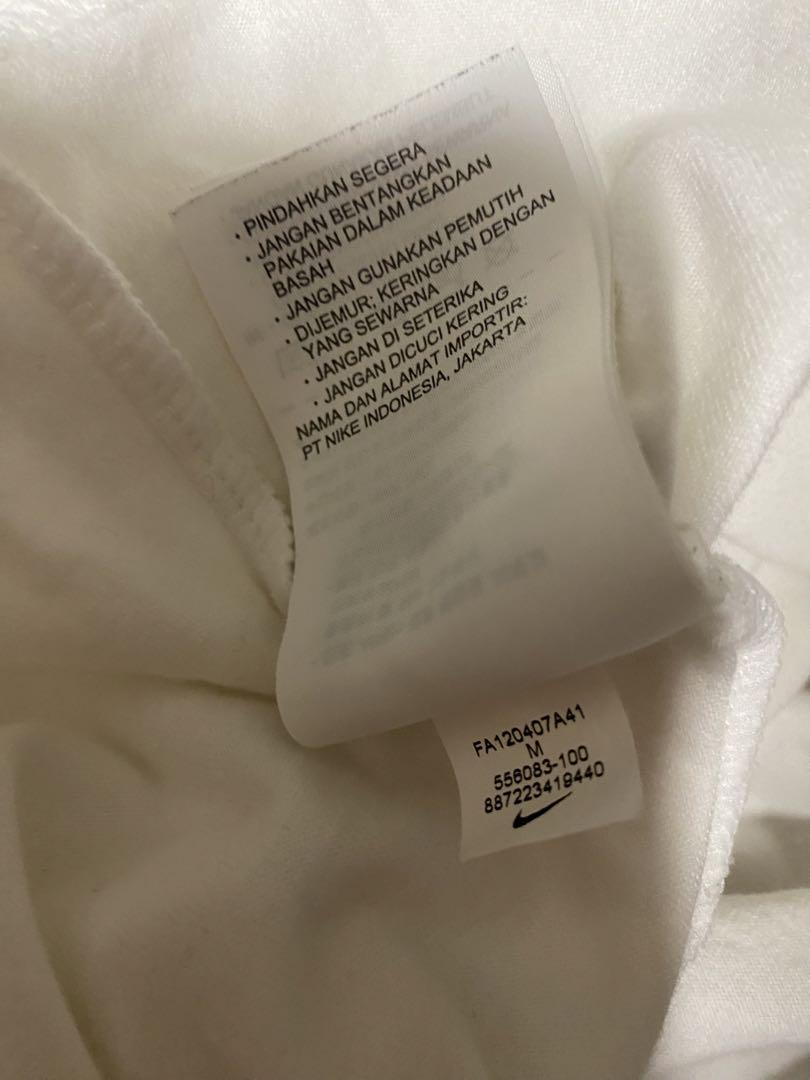 · PINDAHKAN SEGERA
· JANGAN BENTANGKAN
PAKAIAN DALAM KEADAAN
BASAH
· JANGAN GUNAKAN PEMUTIH
· DIJEMUR; KERINGKAN DENGAN
YANG SEWARNA
· JANGAN DI SETERIKA
· JANGAN DICUCI KERING
NAMA DAN ALAMAT IMPORTIR:
PT NIKE INDONESIA, JAKARTA
FA120407A41
M
556083-100
887223419440